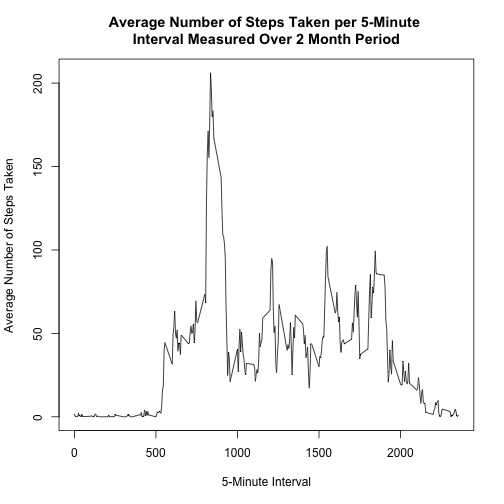 Average Number of Steps Taken per 5-Minute
Interval Measured Over 2 Month Period
Average Number of Steps Taken
200
150
100
50
0
0 500 1000 1500 2000
5-Minute Interval